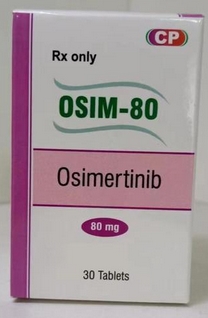 CP
Rx only
OSIM-80
Osimertinib
80 mg
30 Tablets